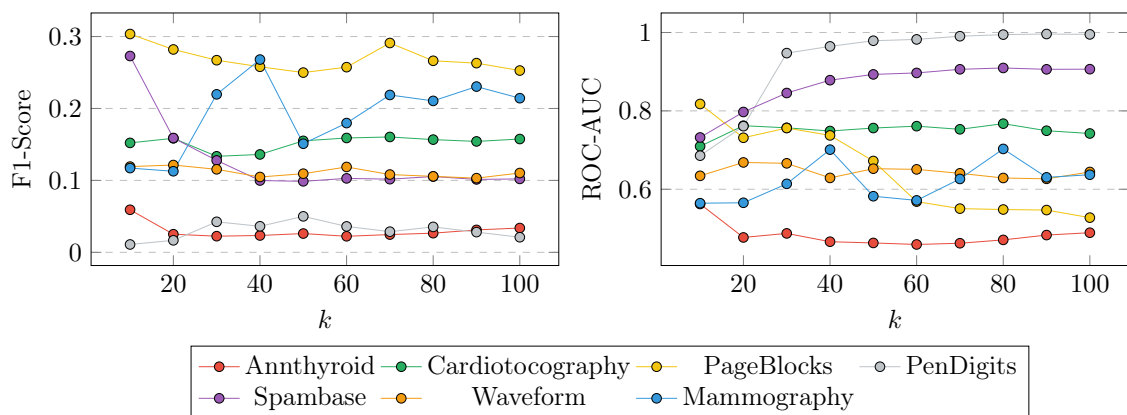 F1-Score
0.3
0.2
0.1
0
20 40 60 80 100
k
ROC-AUC
1
0.8
0.6
20 40 60 80 100
k
Annthyroid Cardiotocography PageBlocks PenDigits
Spambase Waveform Mammography